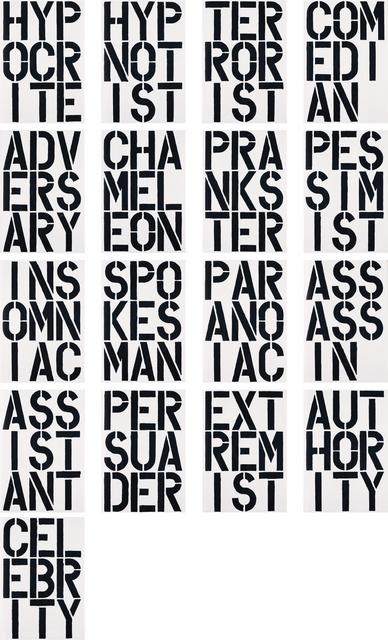 HYP
OCR
ITE
HYP
NOT
IST
TER
ROR
IST
COM
EDI
AN
ADV
ERS
ARY
CHA
MEL
EON
PRA
NKS
TER
PES
SIM
IST
INS
OMN
IAC
SPO
KES
MAN
PAR
ANO
IAC
ASS
ASS
IN
ASS
IST
ANT
PER
SUA
DER
EXT
REM
IST
AUT
HOR
ITY
CEL
EBR
ITY